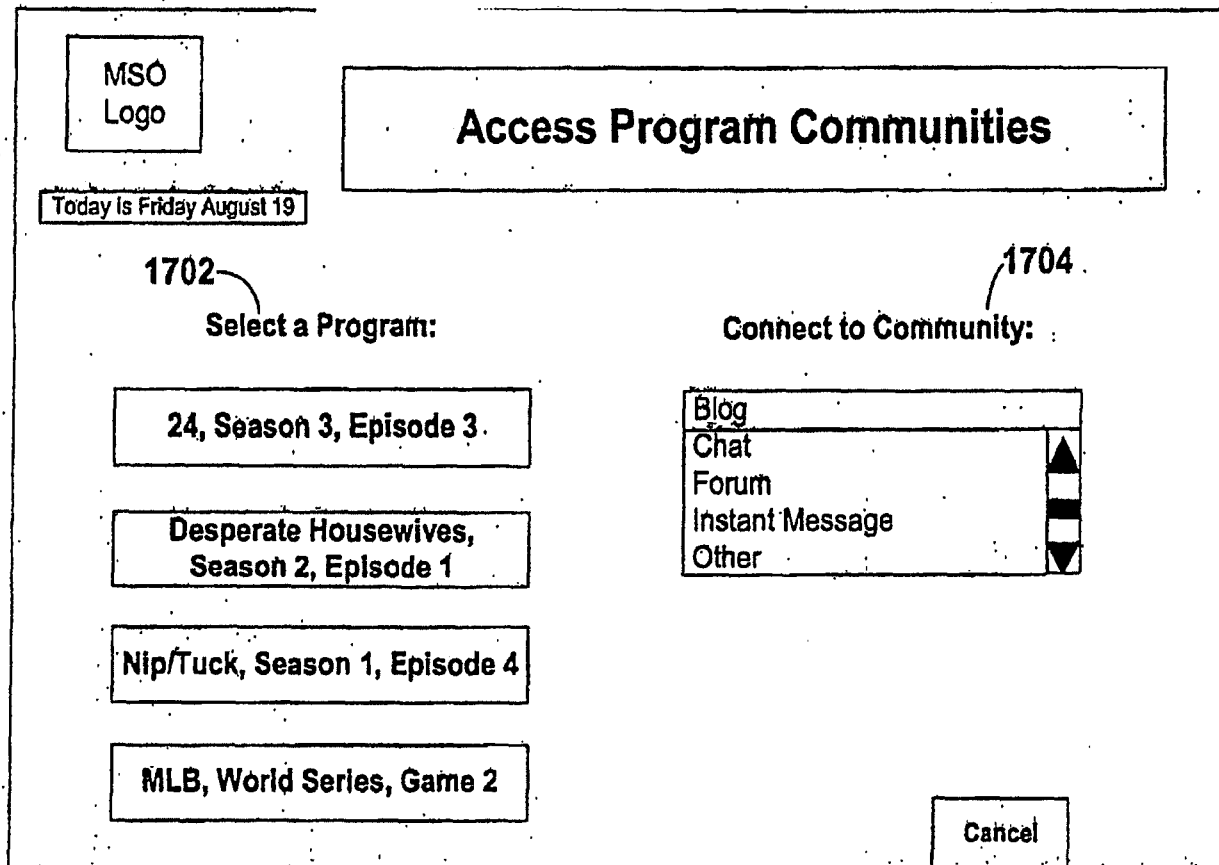 MSO
Logo
Access Program Communities
Today is Friday August 19
1702
1704
Select a Program:
Connect to Community:
24, Season 3, Episode 3
Desperate Housewives,
Season 2, Episode 1
Nip/Tuck, Season 1, Episode 4
MLB, World Series, Game 2
Blog
Chat
Forum
Instant Message
Other
Cancel